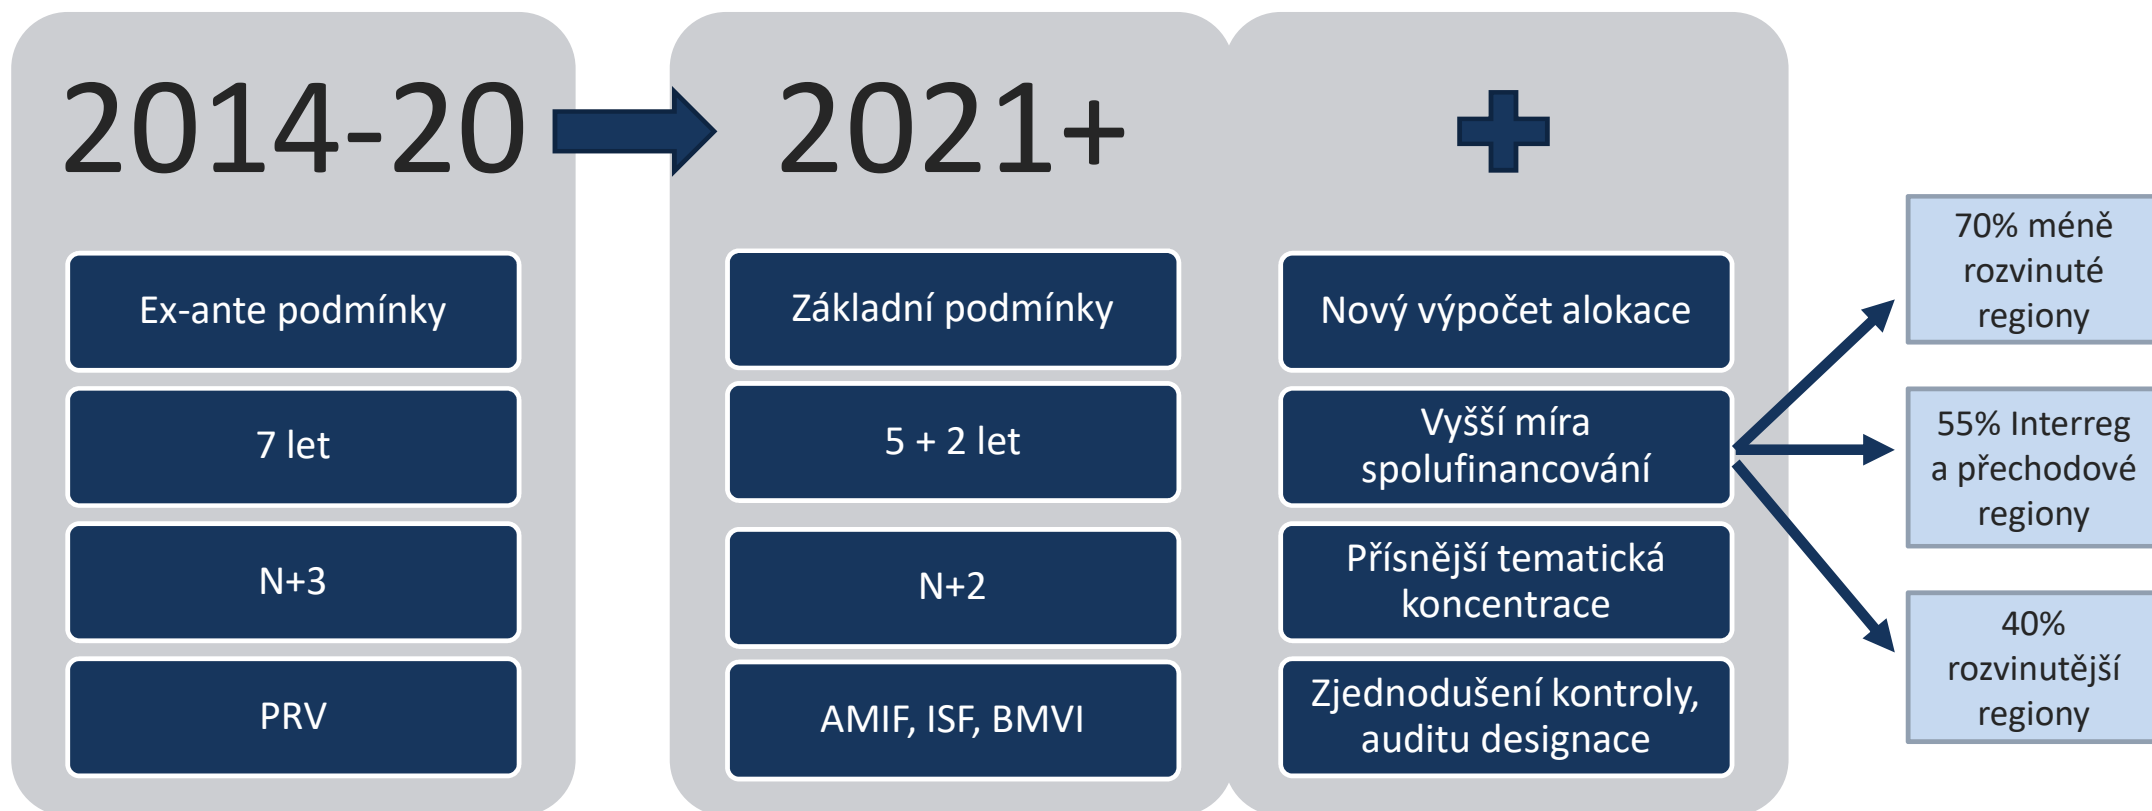 2014-20
Ex-ante podmínky
7 let
N+3
PRV
2021+
Základní podmínky
5 + 2 let
N+2
AMIF, ISF, BMVI
Nový výpočet alokace
Vyšší míra
spolufinancování
Přísnější tematická
koncentrace
Zjednodušení kontroly,
auditu designace
70% méně
rozvinuté
regiony
55% Interreg
a přechodové
regiony
40%
rozvinutější
regiony